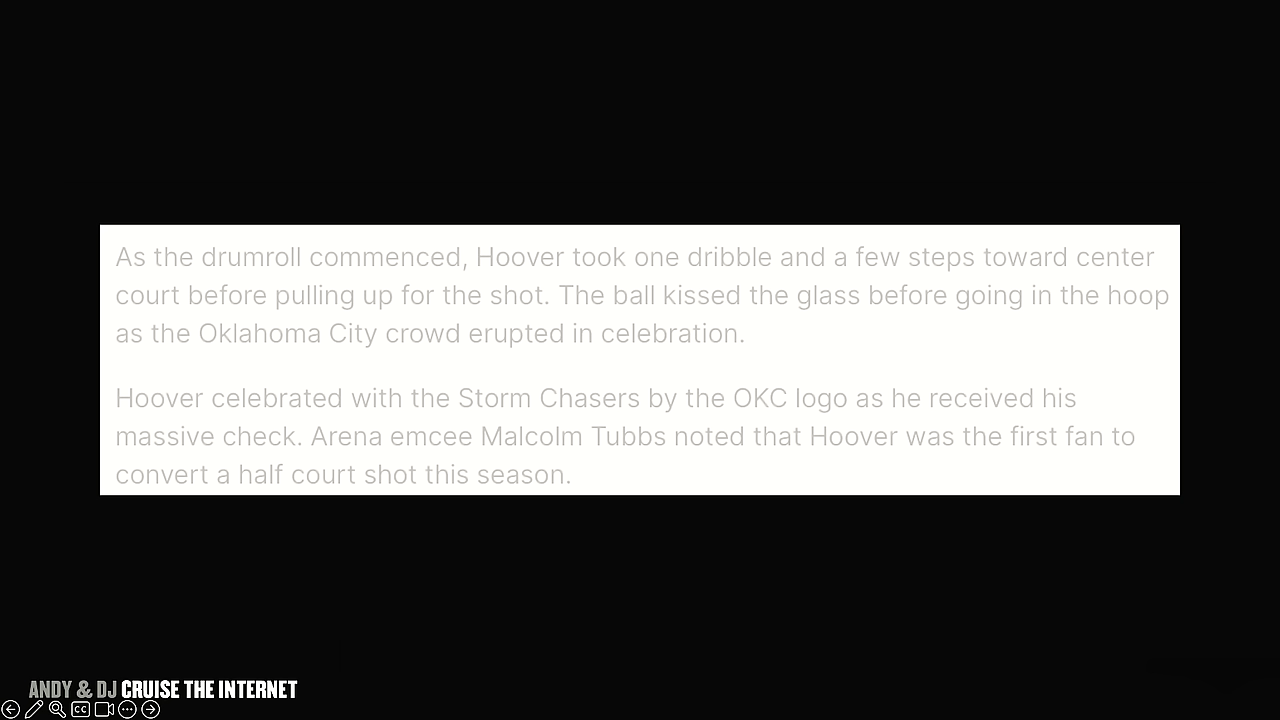 As the drumroll commenced, Hoover took one dribble and a few steps toward center
court before pulling up for the shot. The ball kissed the glass before going in the hoop
as the Oklahoma City crowd erupted in celebration.
Hoover celebrated with the Storm Chasers by the OKC logo as he received his
massive check. Arena emcee Malcolm Tubbs noted that Hoover was the first fan to
convert a half court shot this season.
ANDY & DJ CRUISE THE INTERNET
CC